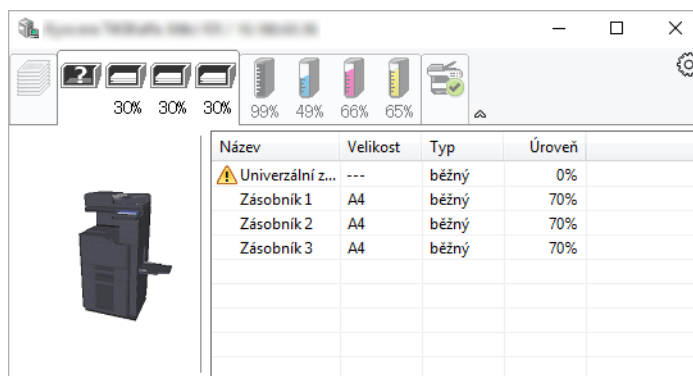 30% 30% 30% 99% 49% 66% 65%
Název Velikost Typ Úroveň
Univerzální z... --- běžný 0%
Zásobník 1 A4 běžný 70%
Zásobník 2 A4 běžný 70%
Zásobník 3 A4 běžný 70%